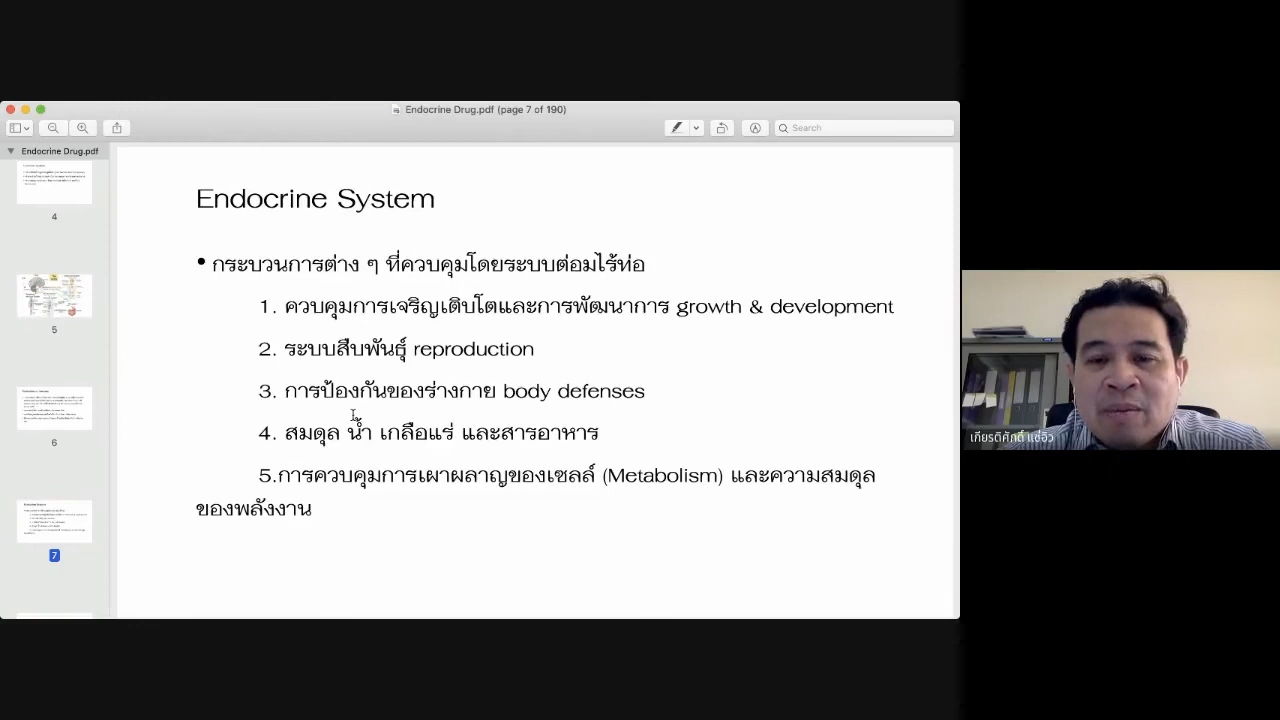 Endocrine Drug.pdf (page 7 of 190)
Search
Endocrine Drug.pdf
4
5
6
7
Endocrine System
• กระบวนการต่าง ๆ ที่ควบคุมโดยระบบต่อมไร้ท่อ
1. ควบคุมการเจริญเติบโตและการพัฒนาการ growth & development
2. ระบบสืบพันธุ์ reproduction
3. การป้องกันของร่างกาย body defenses
4. สมดุล น้ำ เกลือแร่ และสารอาหาร
5.การควบคุมการเผาผลาญของเซลล์ (Metabolism) และความสมดุล
ของพลังงาน
เกียรติศักดิ์ แซ่อิว